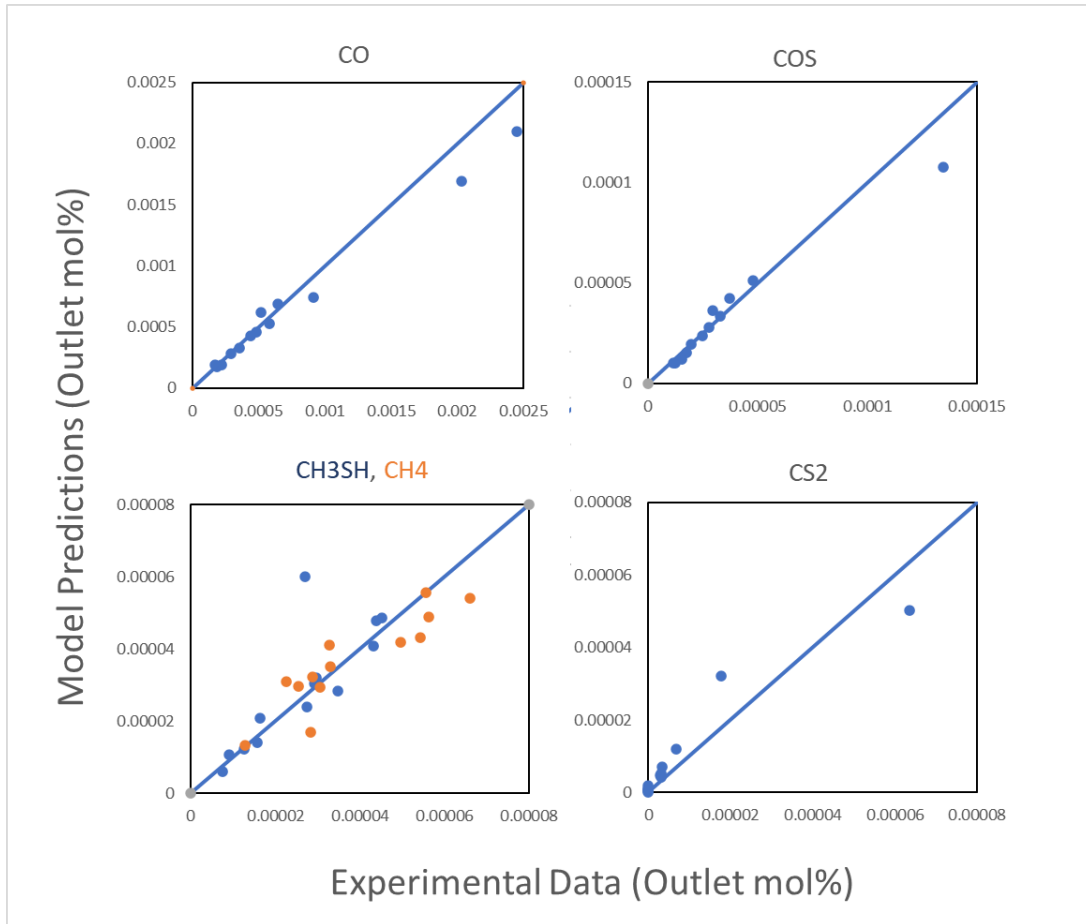 CO
0.0025
0.002
0.0015
0.001
0.0005
0
0 0.0005 0.001 0.0015 0.002 0.0025
COS
0.00015
0.0001
0.00005
0
0 0.00005 0.0001 0.00015
CH3SH, CH4
0.00008
0.00006
0.00004
0.00002
0
0 0.00002 0.00004 0.00006 0.00008
CS2
0.00008
0.00006
0.00004
0.00002
0
0 0.00002 0.00004 0.00006 0.00008
Model Predictions (Outlet mol%)
Experimental Data (Outlet mol%)